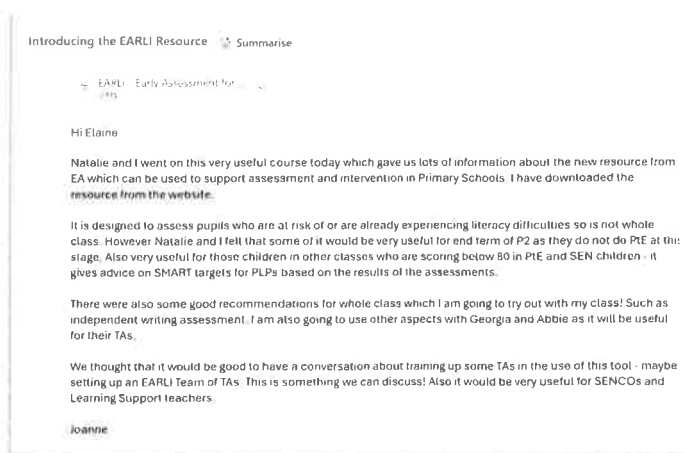 Introducing the EARLI Resource Summarise
EARLI Early Assessment for
Hi Elaine
Natalie and I went on this very useful course today which gave us lots of information about the new resource from
EA which can be used to support assessment and intervention in Primary Schools. I have downloaded the
resource from the website.
It is designed to assess pupils who are at risk of or are already experiencing literacy difficulties so is not whole
class. However Natalie and I felt that some of it would be very useful for end term of P2 as they do not do PtE at this
stage. Also very useful for those children in other classes who are scoring below 80 in PtE and SEN children - it
gives advice on SMART targets for PLPs based on the results of the assessments.
There were also some good recommendations for whole class which I am going to try out with my class! Such as
independent writing assessment. I am also going to use other aspects with Georgia and Abbie as it will be useful
for their TAs.
We thought that it would be good to have a conversation about training up some TAs in the use of this tool - maybe
setting up an EARLI Team of TAs. This is something we can discuss! Also it would be very useful for SENCOs and
Learning Support teachers.
Joanne